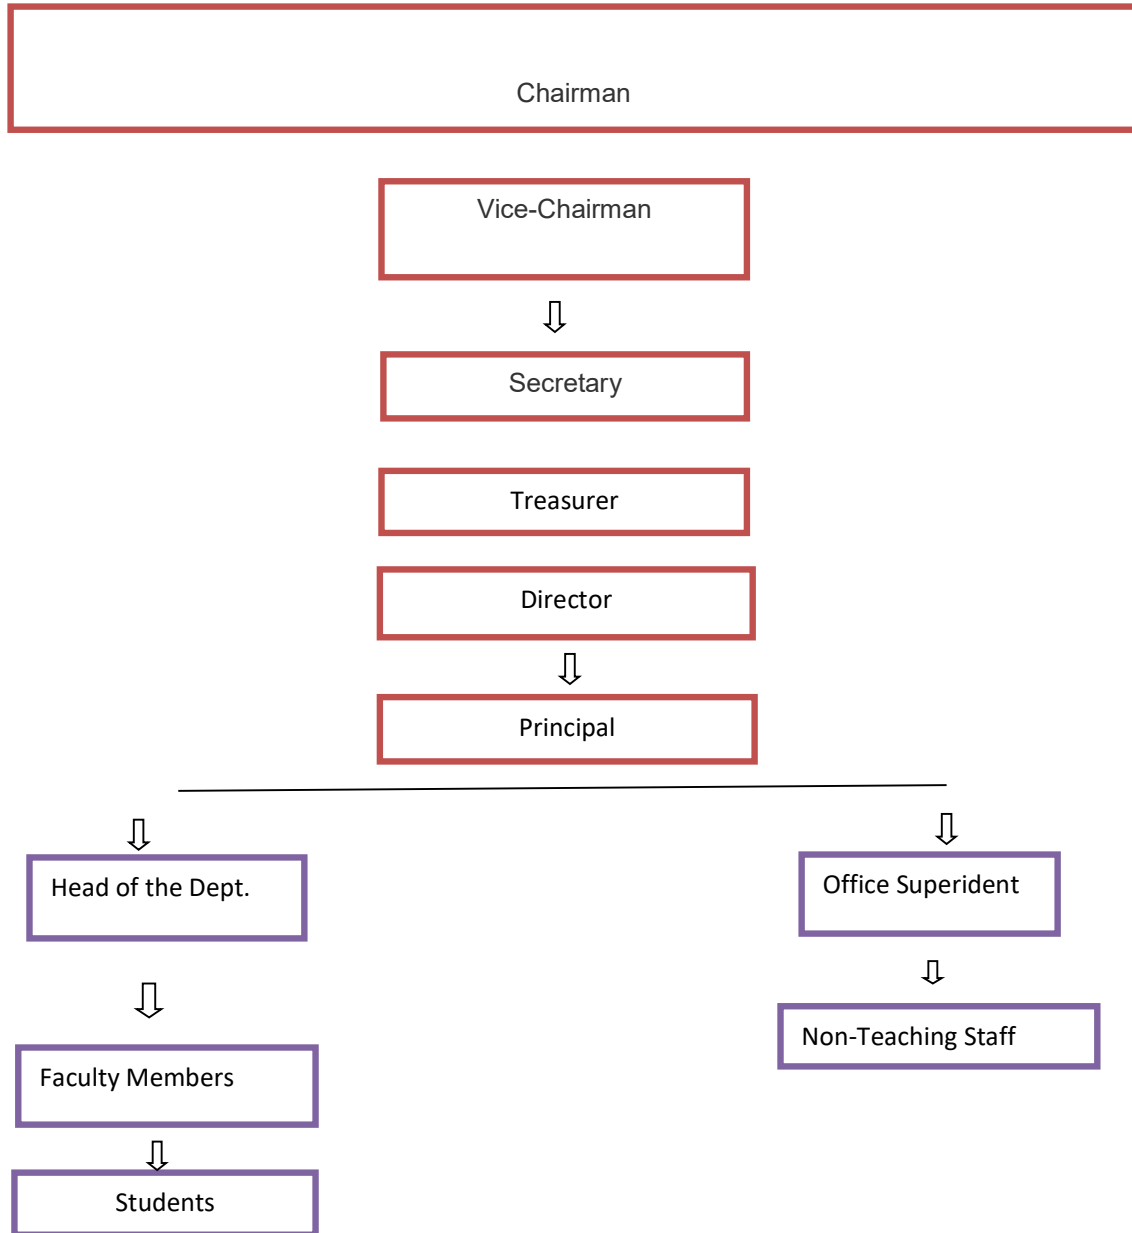 Chairman
Vice-Chairman
Secretary
Treasurer
Director
Principal
Head of the Dept.
Office Superident
Non-Teaching Staff
Faculty Members
Students